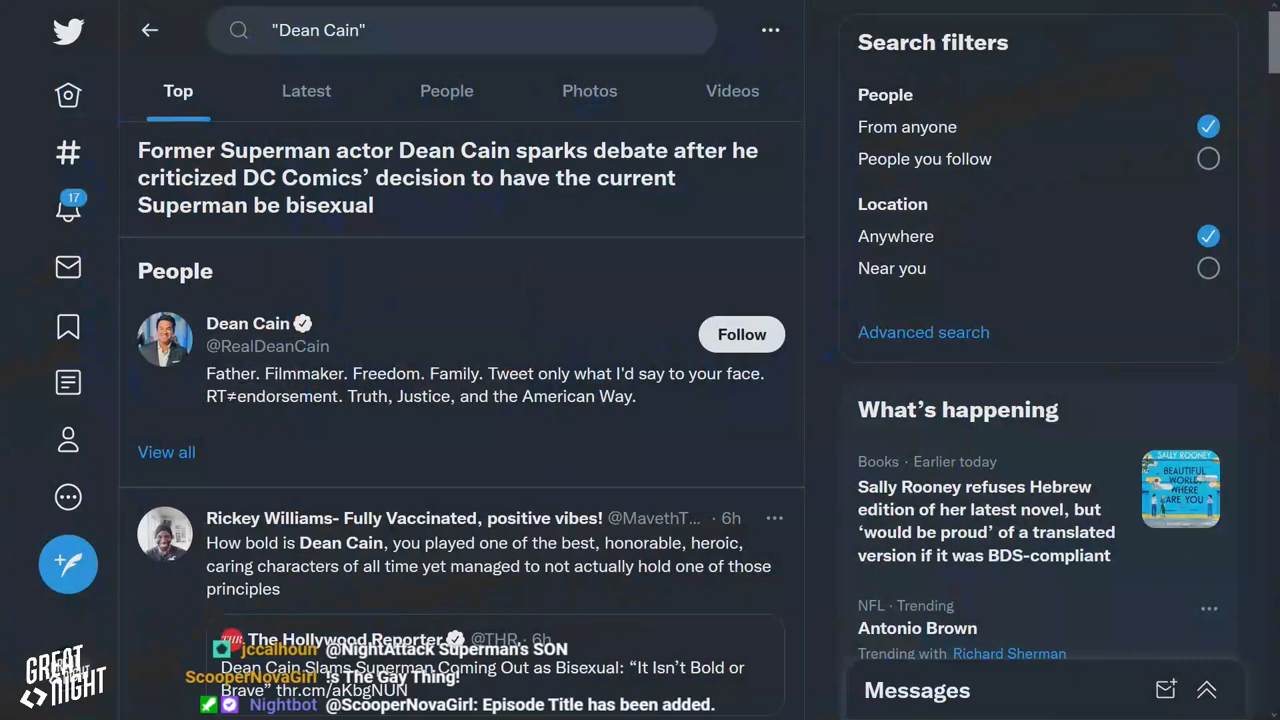 "Dean Cain"
Top
Latest
People
Photos
Videos
Former Superman actor Dean Cain sparks debate after he
criticized DC Comics’ decision to have the current
Superman be bisexual
17
People
Dean Cain
@RealDeanCain
Follow
Father. Filmmaker. Freedom. Family. Tweet only what I'd say to your face.
RT≠endorsement. Truth, Justice, and the American Way.
View all
Rickey Williams- Fully Vaccinated, positive vibes! @MavethT... · 6h
How bold is Dean Cain, you played one of the best, honorable, heroic,
caring characters of all time yet managed to not actually hold one of those
principles
THR
The Hollywood Reporter @THR · 6h
Dean Cain Slams Superman Coming Out as Bisexual: “It Isn’t Bold or
Brave” thr.cm/aKbgNUN
jccalhoun @NightAttack Superman's SON
ScooperNovaGirl !s The Gay Thing!
Nightbot @ScooperNovaGirl: Episode Title has been added.
GREAT
NIGHT
Search filters
People
From anyone
People you follow
Location
Anywhere
Near you
Advanced search
What’s happening
Books · Earlier today
Sally Rooney refuses Hebrew
edition of her latest novel, but
‘would be proud’ of a translated
version if it was BDS-compliant
SALLY ROONEY
BEAUTIFUL
WORLD,
WHERE
ARE YOU
NFL · Trending
Antonio Brown
Trending with Richard Sherman
Messages